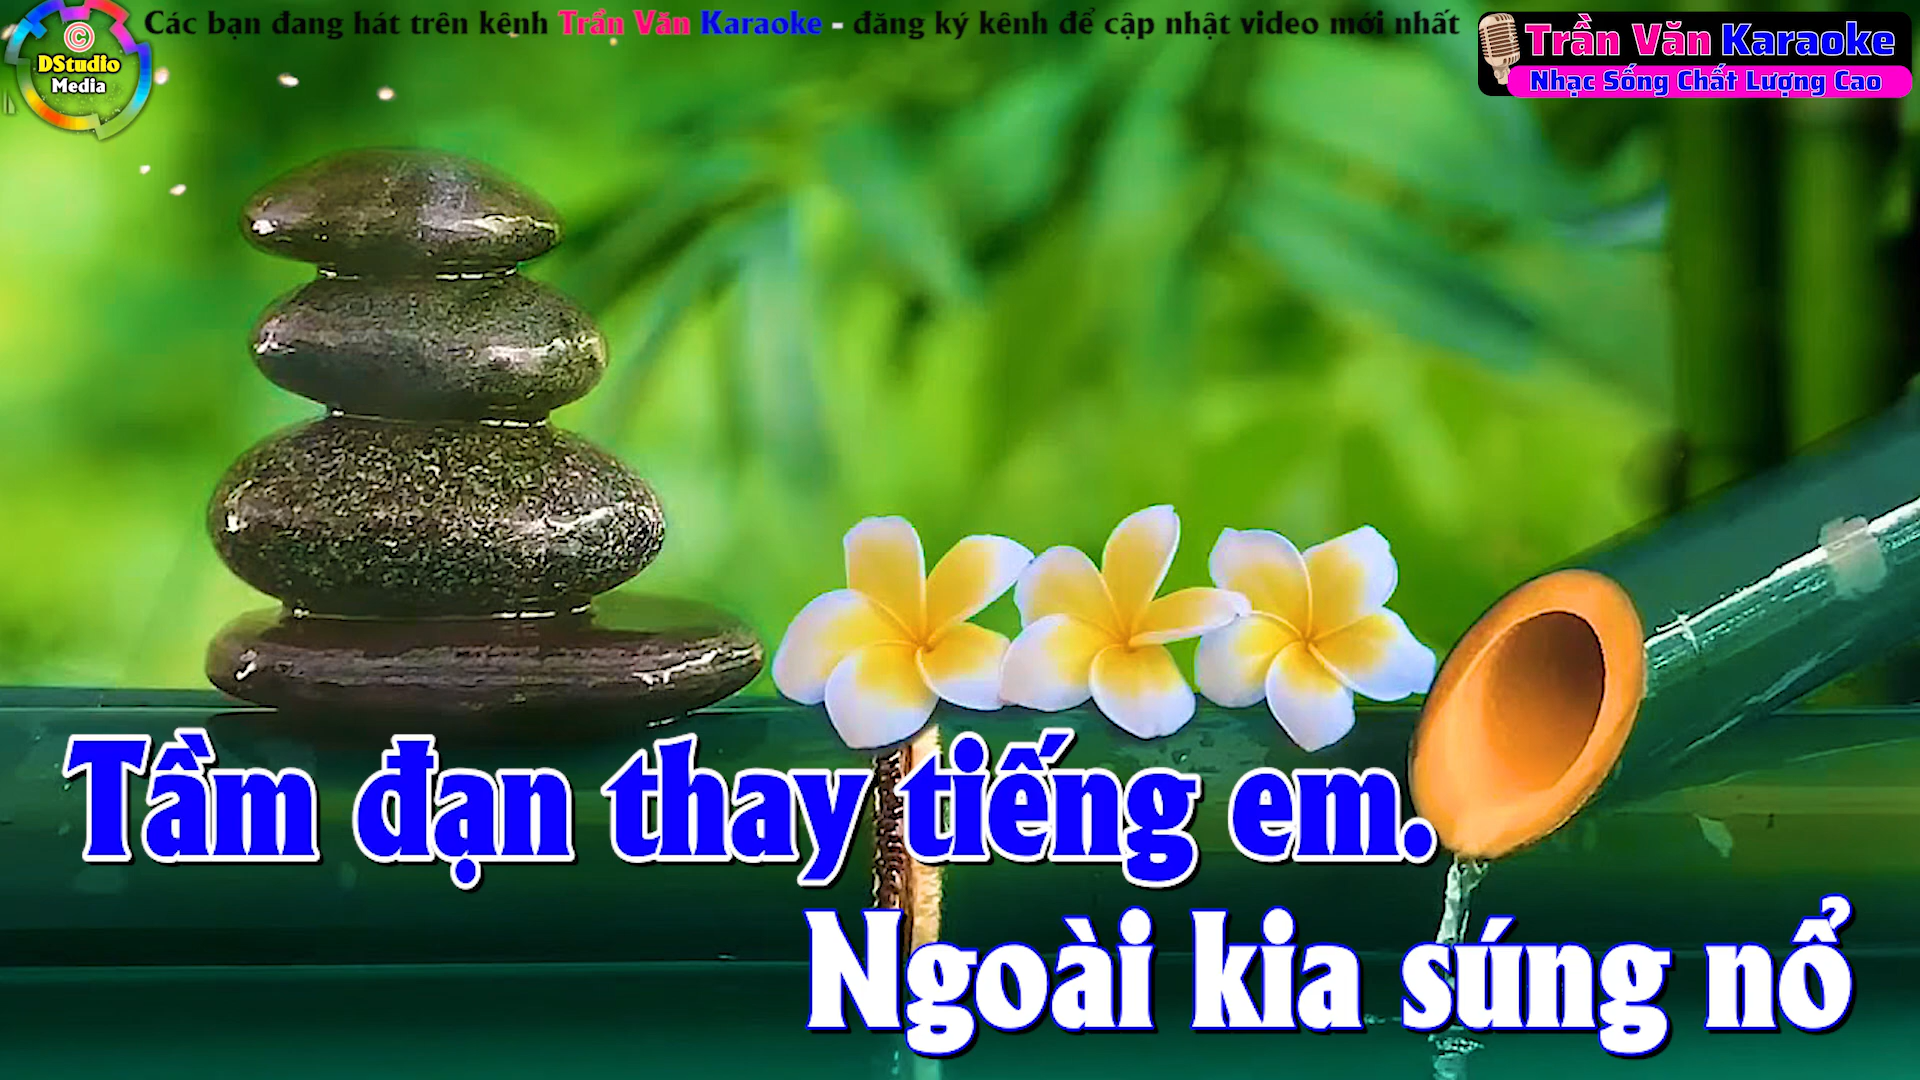 Các bạn đang hát trên kênh Trần Văn Karaoke - đăng ký kênh để cập nhật video mới nhất
©
DStudio
Media
Trần Văn Karaoke
Nhạc Sống Chất Lượng Cao
Tầm đạn thay tiếng em.
Ngoài kia súng nổ